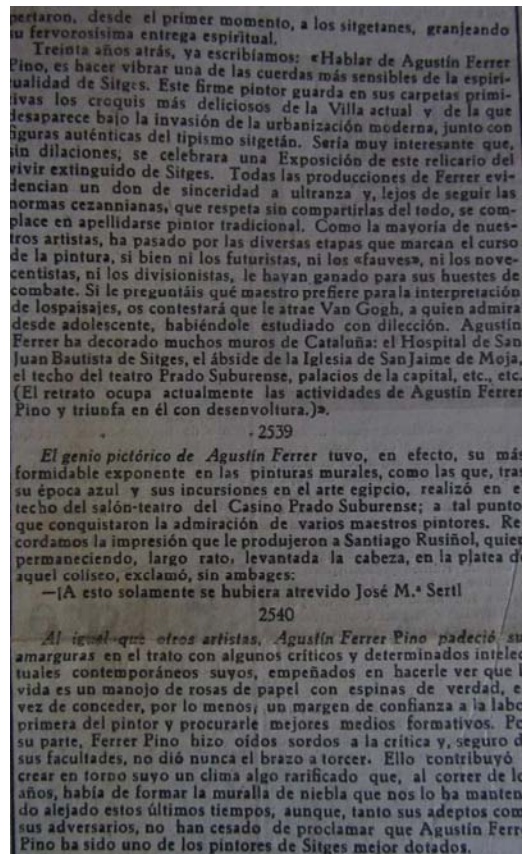 pertaron, desde el primer momento, a los sitgetanes, granjeando
su fervorosísima entrega espiritual.
Treinta años atrás, ya escribíamos: «Hablar de Agustín Ferrer
Pino, es hacer vibrar una de las cuerdas más sensibles de la espiri-
tualidad de Sitges. Este firme pintor guarda en sus carpetas primi-
tivas los croquis más deliciosos de la Villa actual y de la que
desaparece bajo la invasión de la urbanización moderna, junto con
figuras auténticas del tipismo sitgetán. Sería muy interesante que,
sin dilaciones, se celebrara una Exposición de este relicario del
vivir extinguido de Sitges. Todas las producciones de Ferrer evi-
dencian un don de sinceridad a ultranza y, lejos de seguir las
normas cezannianas, que respeta sin compartirlas del todo, se com-
place en apellidarse pintor tradicional. Como la mayoría de nues-
tros artistas, ha pasado por las diversas etapas que marcan el curso
de la pintura, si bien ni los futuristas, ni los «fauves», ni los nove-
centistas, ni los divisionistas, le hayan ganado para sus huestes de
combate. Si le preguntáis qué maestro prefiere para la interpretación
de lospaisajes, os contestará que le atrae Van Gogh, a quien admira
desde adolescente, habiéndole estudiado con dilección. Agustín
Ferrer ha decorado muchos muros de Cataluña: el Hospital de San
Juan Bautista de Sitges, el ábside de la Iglesia de San Jaime de Moja,
el techo del teatro Prado Suburense, palacios de la capital, etc., etc.
(El retrato ocupa actualmente las actividades de Agustín Ferrer
Pino y triunfa en él con desenvoltura.)».
2539
El genio pictórico de Agustín Ferrer tuvo, en efecto, su más
formidable exponente en las pinturas murales, como las que, tras
su época azul y sus incursiones en el arte egipcio, realizó en e
techo del salón-teatro del Casino Prado Suburense; a tal punto
que conquistaron la admiración de varios maestros pintores. Re
cordamos la impresión que le produjeron a Santiago Rusiñol, quien
permaneciendo, largo rato, levantada la cabeza, en la platea de
aquel coliseo, exclamó, sin ambages:
—¡A esto solamente se hubiera atrevido José M.ª Sert!
2540
Al igual que otros artistas, Agustín Ferrer Pino padeció su
amarguras en el trato con algunos críticos y determinados intelec
tuales contemporáneos suyos, empeñados en hacerle ver que l
vida es un manojo de rosas de papel con espinas de verdad, e
vez de conceder, por lo menos, un margen de confianza a la labo
primera del pintor y procurarle mejores medios formativos. Po
su parte, Ferrer Pino hizo oídos sordos a la crítica y, seguro d
sus facultades, no dió nunca el brazo a torcer. Ello contribuyó
crear en torno suyo un clima algo rarificado que, al correr de lo
años, había de formar la muralla de niebla que nos lo ha manten
do alejado estos últimos tiempos, aunque, tanto sus adeptos com
sus adversarios, no han cesado de proclamar que Agustín Ferre
Pino ha sido uno de los pintores de Sitges mejor dotados.